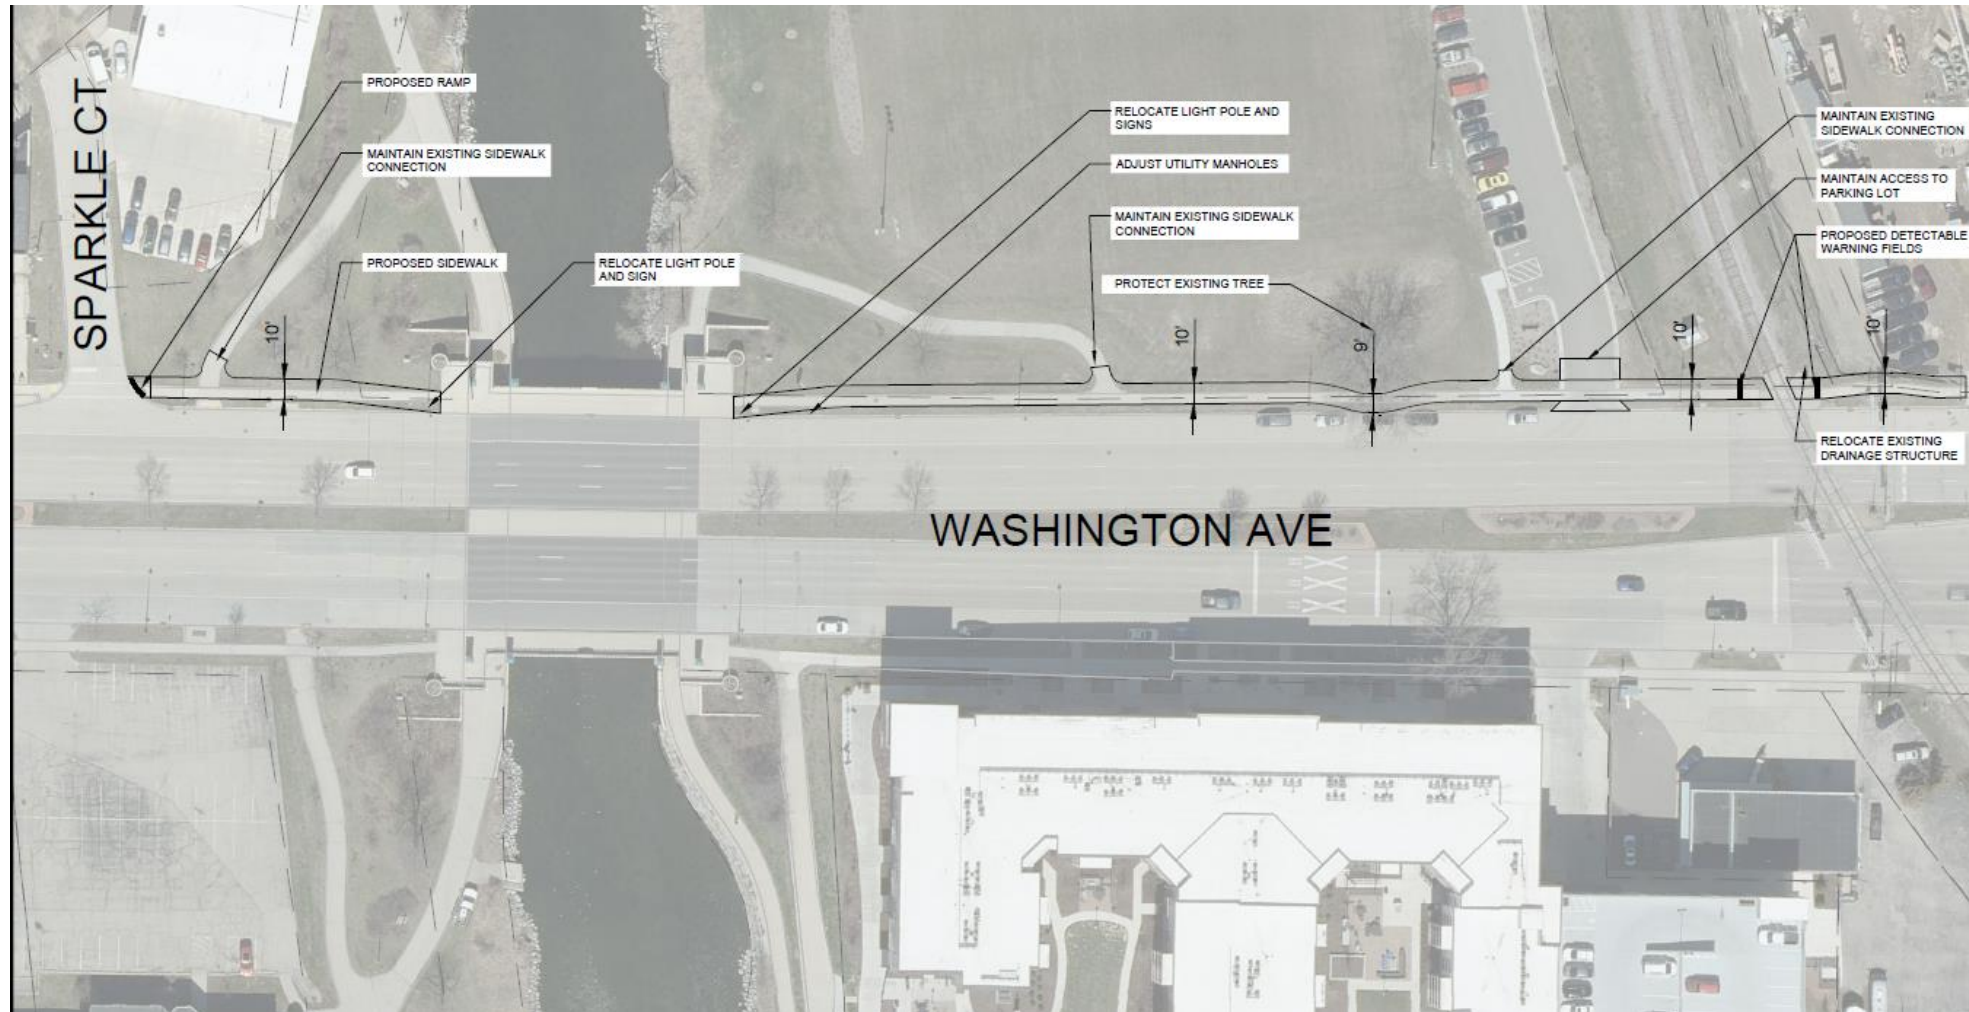 SPARKLE CT.
PROPOSED RAMP
MAINTAIN EXISTING SIDEWALK
CONNECTION
PROPOSED SIDEWALK
RELOCATE LIGHT POLE
AND SIGN
10'
RELOCATE LIGHT POLE AND
SIGNS
ADJUST UTILITY MANHOLES
MAINTAIN EXISTING SIDEWALK
CONNECTION
PROTECT EXISTING TREE
10'
9'
MAINTAIN EXISTING
SIDEWALK CONNECTION
MAINTAIN ACCESS TO
PARKING LOT
PROPOSED DETECTABLE
WARNING FIELDS
10'
10'
RELOCATE EXISTING
DRAINAGE STRUCTURE
WASHINGTON AVE